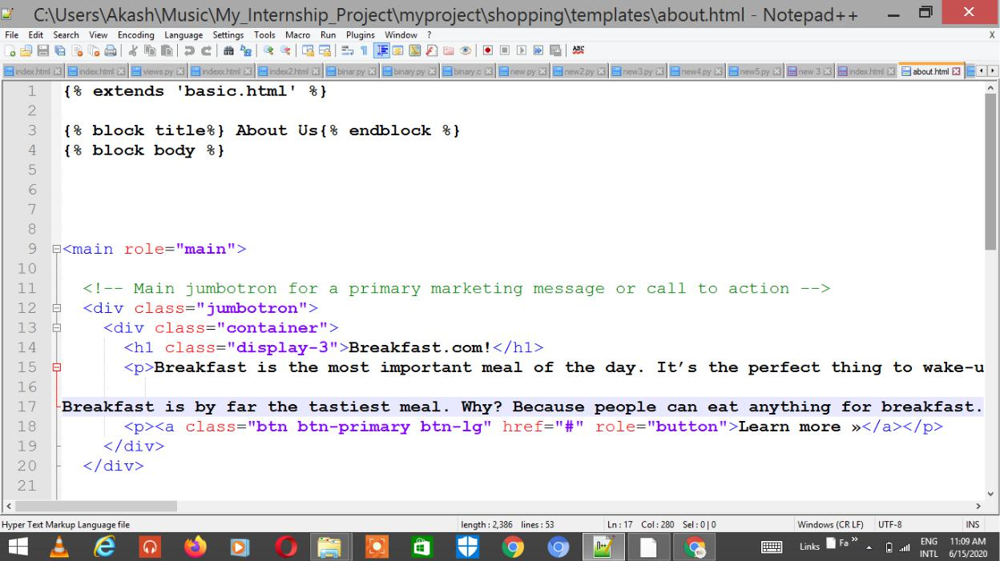 C:\Users\Akash\Music\My_Internship_Project\myproject\shopping\templates\about.html - Notepad++
File Edit Search View Encoding Language Settings Tools Macro Run Plugins Window ? X
ABC
index.html index.html views.py indexx.html index2.html binar.py binary.py binary.c new.py new2.py new3.py new4.py new5.py new 3 index.html about.html
1 {% extends 'basic.html' %}
2
3 {% block title%} About Us{% endblock %}
4 {% block body %}
5
6
7
8
9 <main role="main">
10
11 <!-- Main jumbotron for a primary marketing message or call to action -->
12 <div class="jumbotron">
13 <div class="container">
14 <h1 class="display-3">Breakfast.com!</h1>
15 <p>Breakfast is the most important meal of the day. It’s the perfect thing to wake-u
16
17 Breakfast is by far the tastiest meal. Why? Because people can eat anything for breakfast.
18 <p><a class="btn btn-primary btn-lg" href="#" role="button">Learn more »</a></p>
19 </div>
20 </div>
21
Hyper Text Markup Language file length : 2,386 lines : 53 Ln : 17 Col : 280 Sel : 0 | 0 Windows (CR LF) UTF-8 INS
Links Fa » ENG 11:09 AM
INTL 6/15/2020